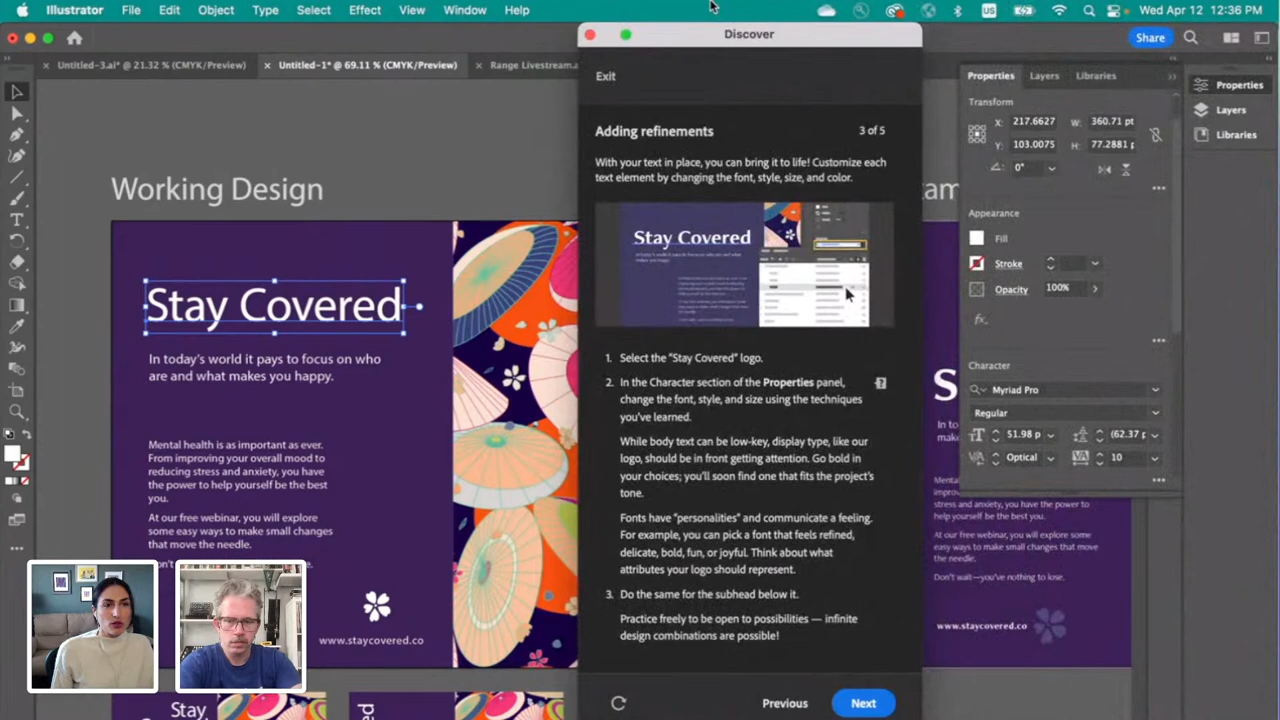 Illustrator File Edit Object Type Select Effect View Window Help
US
Wed Apr 12 12:36 PM
Share
Untitled-3.ai* @ 21.32 % (CMYK/Preview)
Untitled-1* @ 69.11 % (CMYK/Preview)
Range Livestream.a
Discover
Exit
Adding refinements
3 of 5
With your text in place, you can bring it to life! Customize each
text element by changing the font, style, size, and color.
Stay Covered
1. Select the "Stay Covered" logo.
2. In the Character section of the Properties panel,
change the font, style, and size using the techniques
you've learned.
While body text can be low-key, display type, like our
logo, should be in front getting attention. Go bold in
your choices; you'll soon find one that fits the project's
tone.
Fonts have "personalities" and communicate a feeling.
For example, you can pick a font that feels refined,
delicate, bold, fun, or joyful. Think about what
attributes your logo should represent.
3. Do the same for the subhead below it.
Practice freely to be open to possibilities — infinite
design combinations are possible!
Previous
Next
Working Design
Stay Covered
In today's world it pays to focus on who
are and what makes you happy.
Mental health is as important as ever.
From improving your overall mood to
reducing stress and anxiety, you have
the power to help yourself be the best
you.
At our free webinar, you will explore
some easy ways to make small changes
that move the needle.
www.staycovered.co
Stay
Properties Layers Libraries
Transform
X: 217.6627
W: 360.71 pt
Y: 103.0075
H: 77.2881 p
0°
Appearance
Fill
Stroke
Opacity
100%
fx.
Character
Myriad Pro
Regular
51.98 p
(62.37 p
Optical
10
Properties
Layers
Libraries
S
In to
mak
Menta
improv
help yourself be the best you.
At our free webinar, you will explore some easy
ways to make small changes that move
the needle.
Don't wait—you've nothing to lose.
www.staycovered.co